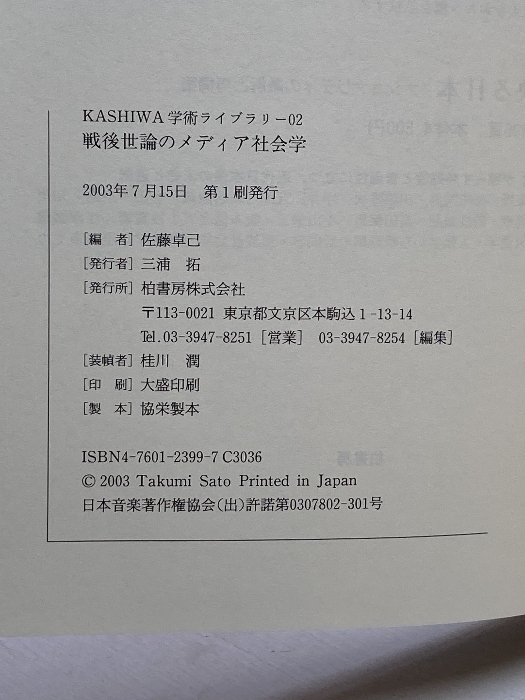 KASHIWA学術ライブラリー02
戦後世論のメディア社会学
2003年7月15日 第1刷発行
[編 者] 佐藤卓己
[発行者] 三浦 拓
[発行所] 柏書房株式会社
〒113-0021 東京都文京区本駒込1-13-14
Tel.03-3947-8251 [営業] 03-3947-8254 [編集]
[装幀者] 桂川 潤
[印 刷] 大盛印刷
[製 本] 協栄製本
ISBN4-7601-2399-7 C3036
© 2003 Takumi Sato Printed in Japan
日本音楽著作権協会(出)許諾第0307802-301号